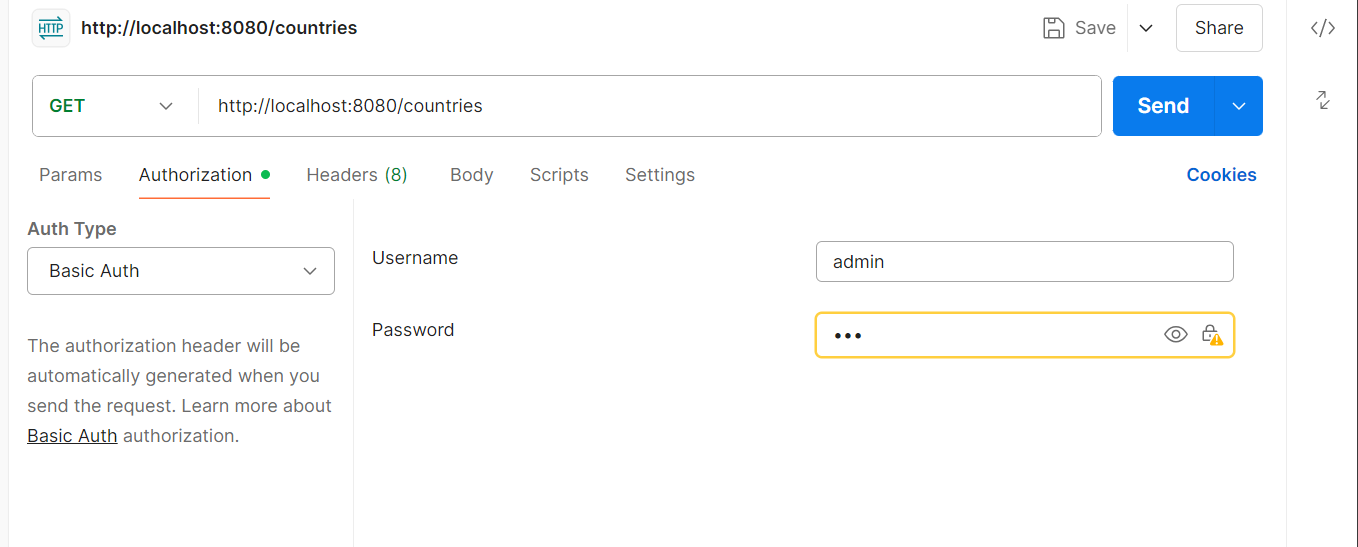 HTTP http://localhost:8080/countries Save Share </>
GET http://localhost:8080/countries Send
Params Authorization Headers (8) Body Scripts Settings Cookies
Auth Type
Basic Auth
Username admin
Password •••
The authorization header will be
automatically generated when you
send the request. Learn more about
Basic Auth authorization.